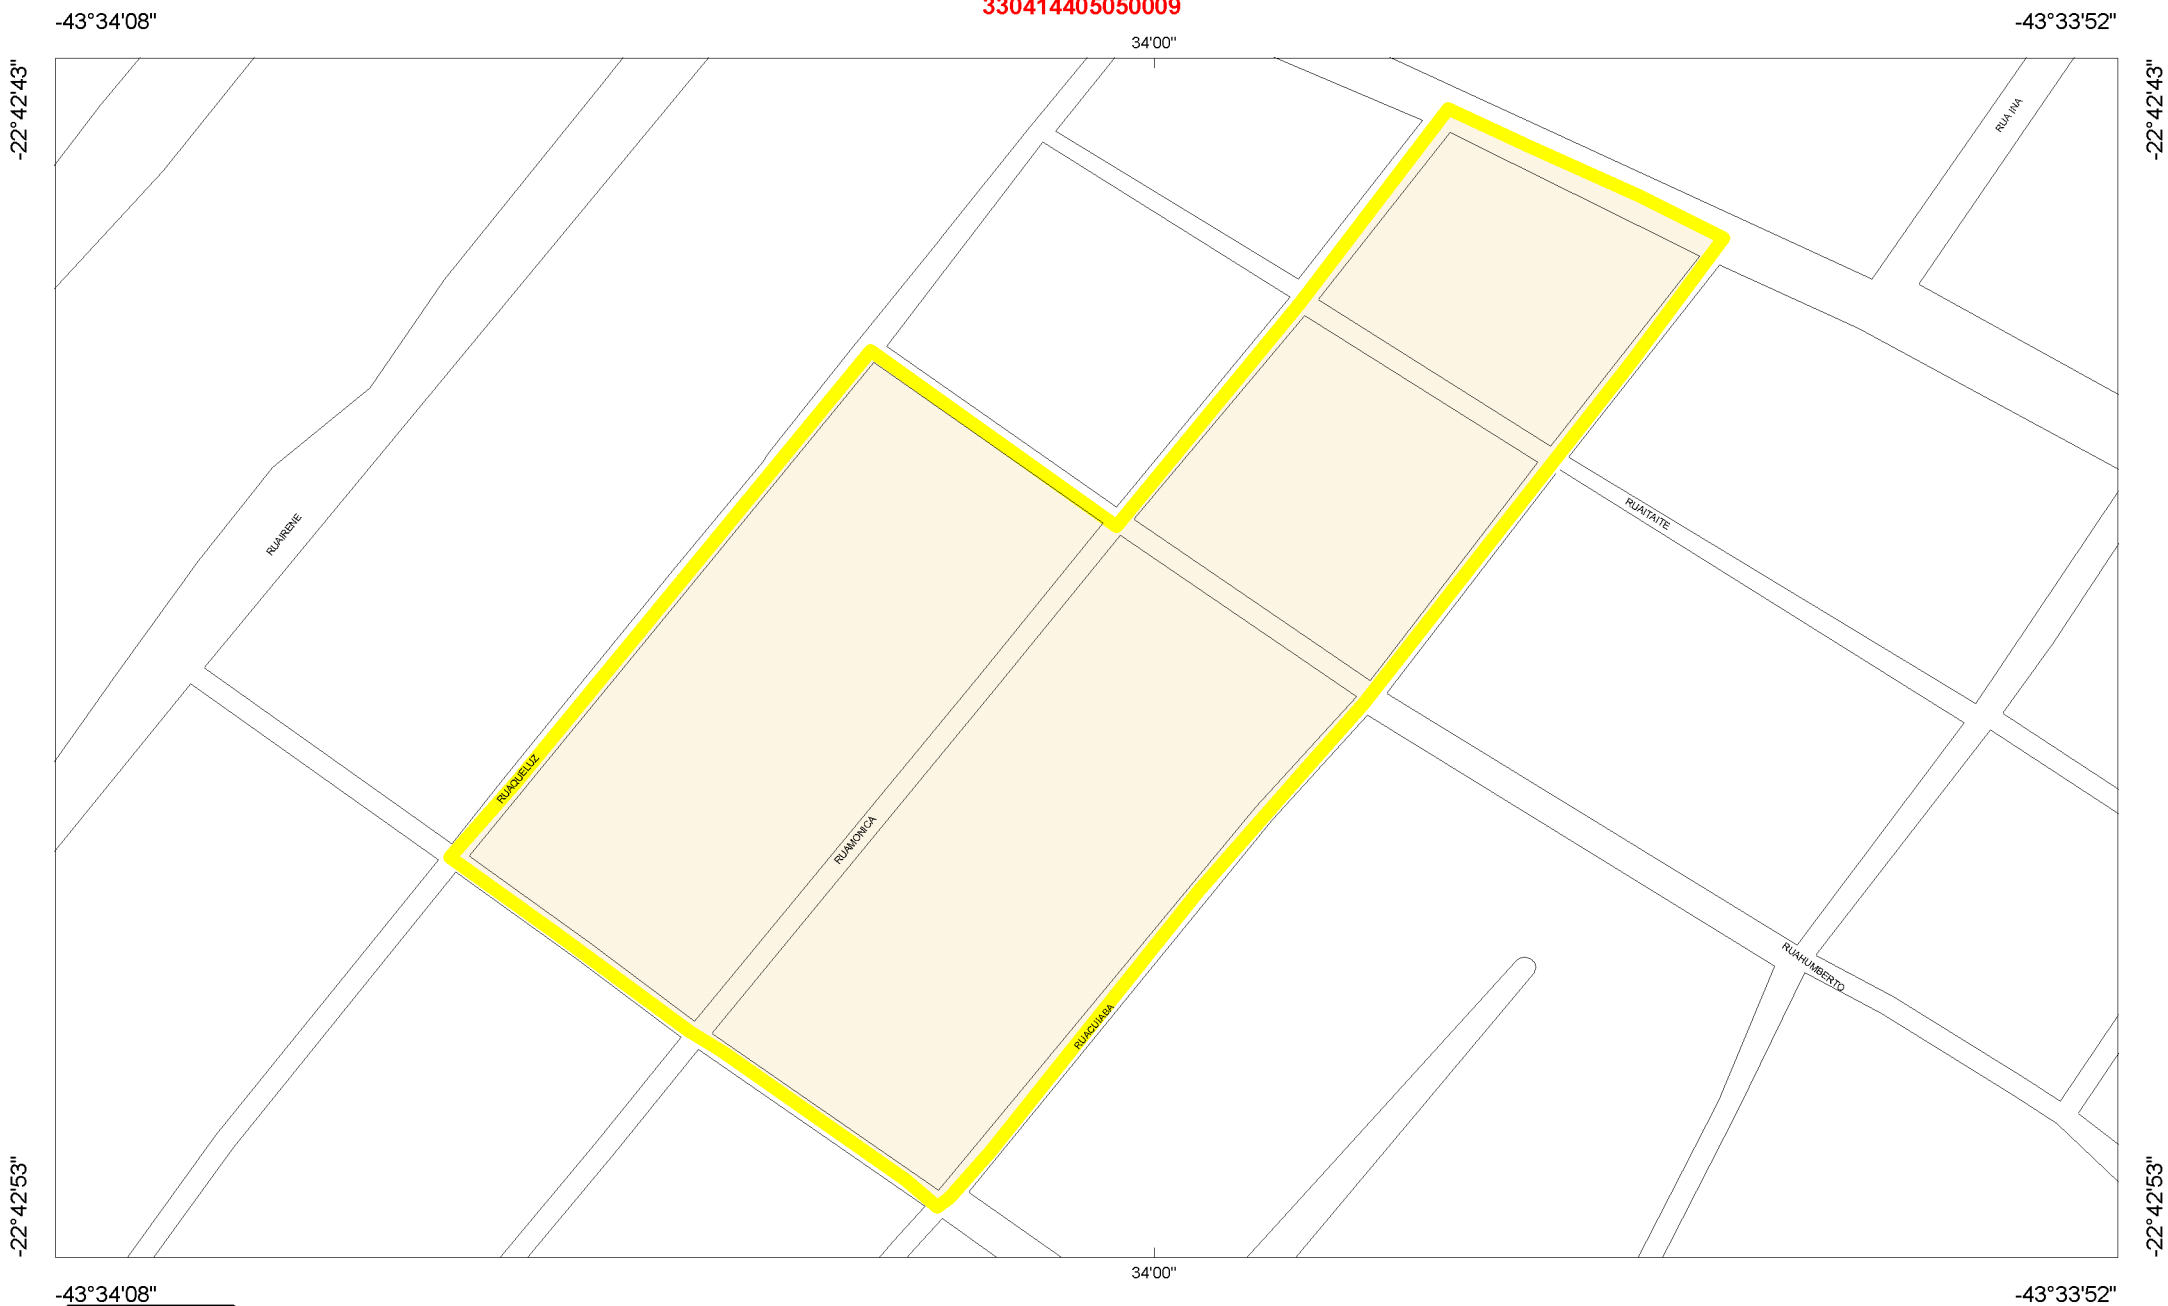 330414405050009
-43°34'08"
-43°33'52"
34'00"
-22°42'43"
-22°42'43"
RUA INA
RUAITAITE
RUAIRENE
RUAQUELUZ
RUAMONICA
RUAHUMBERTO
RUACUIABA
-22°42'53"
-22°42'53"
34'00"
-43°34'08"
-43°33'52"